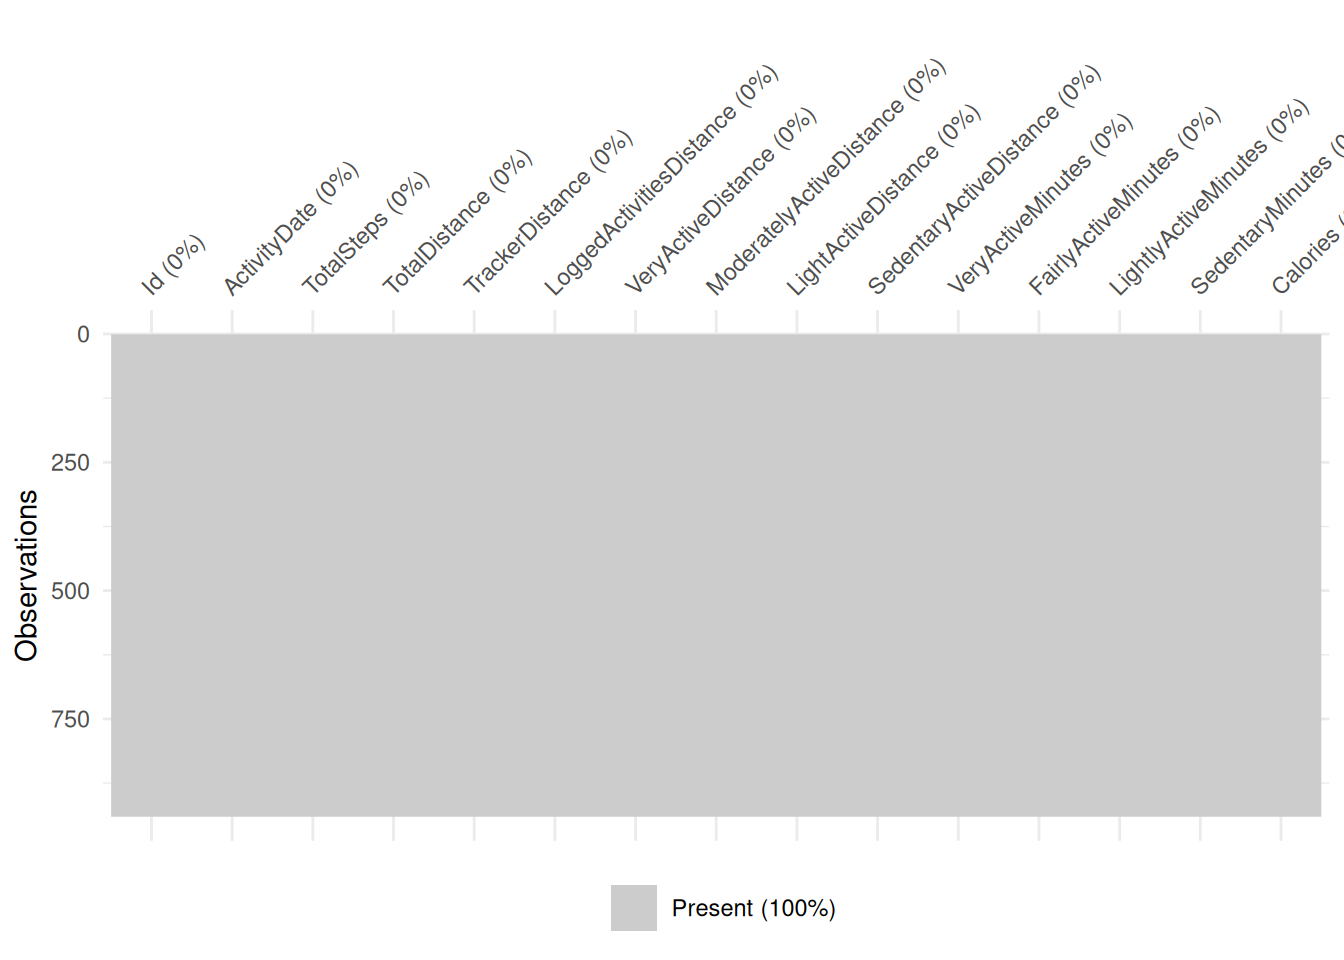 Id (0%)
ActivityDate (0%)
TotalSteps (0%)
TotalDistance (0%)
TrackerDistance (0%)
LoggedActivitiesDistance (0%)
VeryActiveDistance (0%)
ModeratelyActiveDistance (0%)
LightActiveDistance (0%)
SedentaryActiveDistance (0%)
VeryActiveMinutes (0%)
FairlyActiveMinutes (0%)
LightlyActiveMinutes (0%)
SedentaryMinutes (0
Calories (
0
250
500
750
Observations
Present (100%)